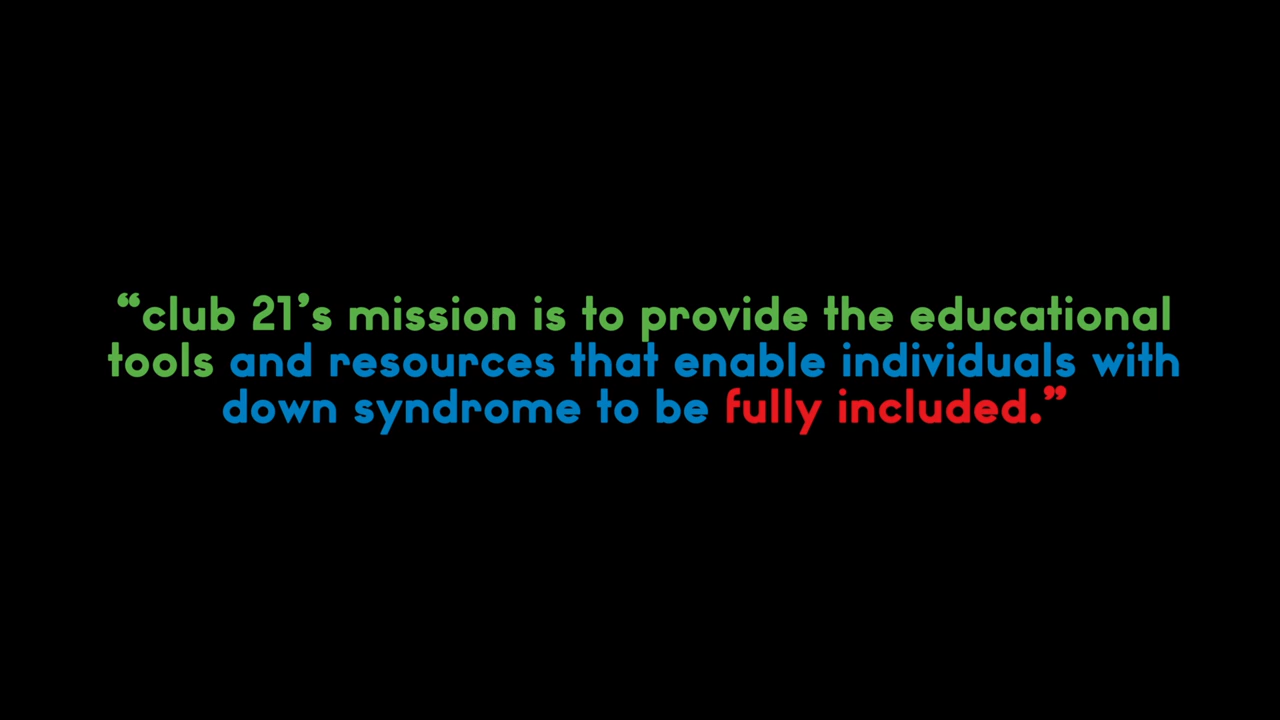 “club 21’s mission is to provide the educational
tools and resources that enable individuals with
down syndrome to be fully included.”